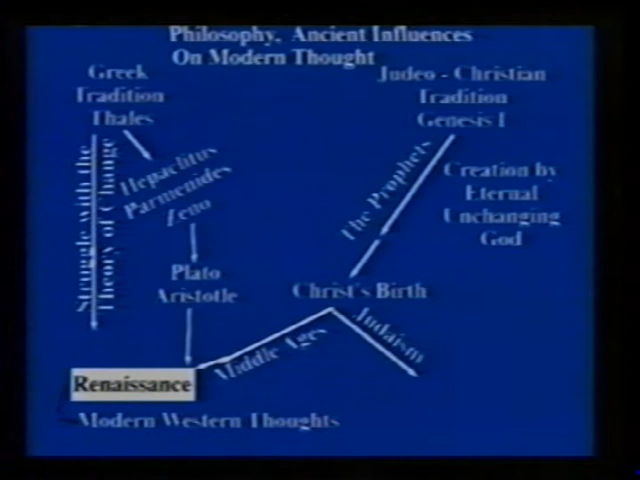 Philosophy, Ancient Influences
On Modern Thought
Greek
Tradition
Thales
Judeo - Christian
Tradition
Genesis I
Struggle with the
Theory of Change
Hepaclitus
Parmenides
Zeno
The Prophets
Creation by
Eternal
Unchanging
God
Plato
Aristotle
Christ's Birth
Middle Ages
Judaism
Renaissance
Modern Western Thoughts